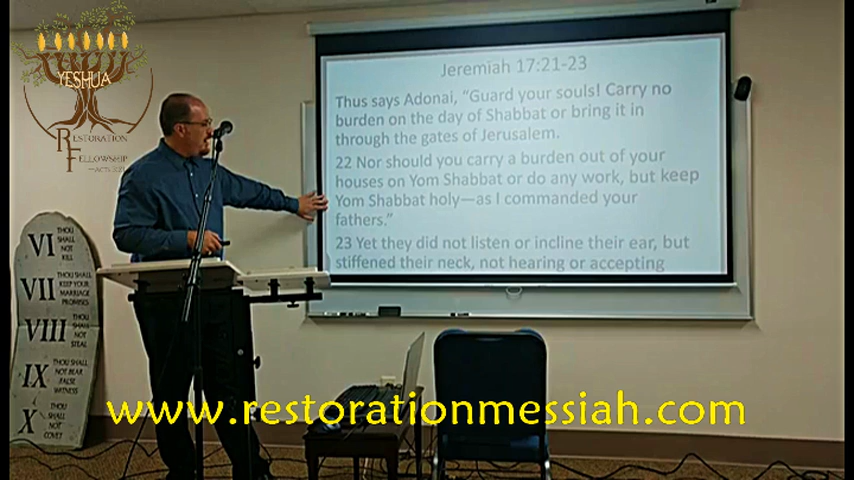 YESHUA
RESTORATION
FELLOWSHIP
Jeremiah 17:21-23
Thus says Adonai, “Guard your souls! Carry no
burden on the day of Shabbat or bring it in
through the gates of Jerusalem.
22 Nor should you carry a burden out of your
houses on Yom Shabbat or do any work, but keep
Yom Shabbat holy—as I commanded your
fathers.”
23 Yet they did not listen or incline their ear, but
stiffened their neck, not hearing or accepting
VI THOU
SHALL
NOT
KILL
VII THOU SHALL
KEEP YOUR
MARRIAGE
PROMISES
VIII THOU
SHALL
NOT
STEAL
IX THOU SHALL
NOT BEAR
FALSE
WITNESS
X THOU
SHALL
NOT
COVET
www.restorationmessiah.com